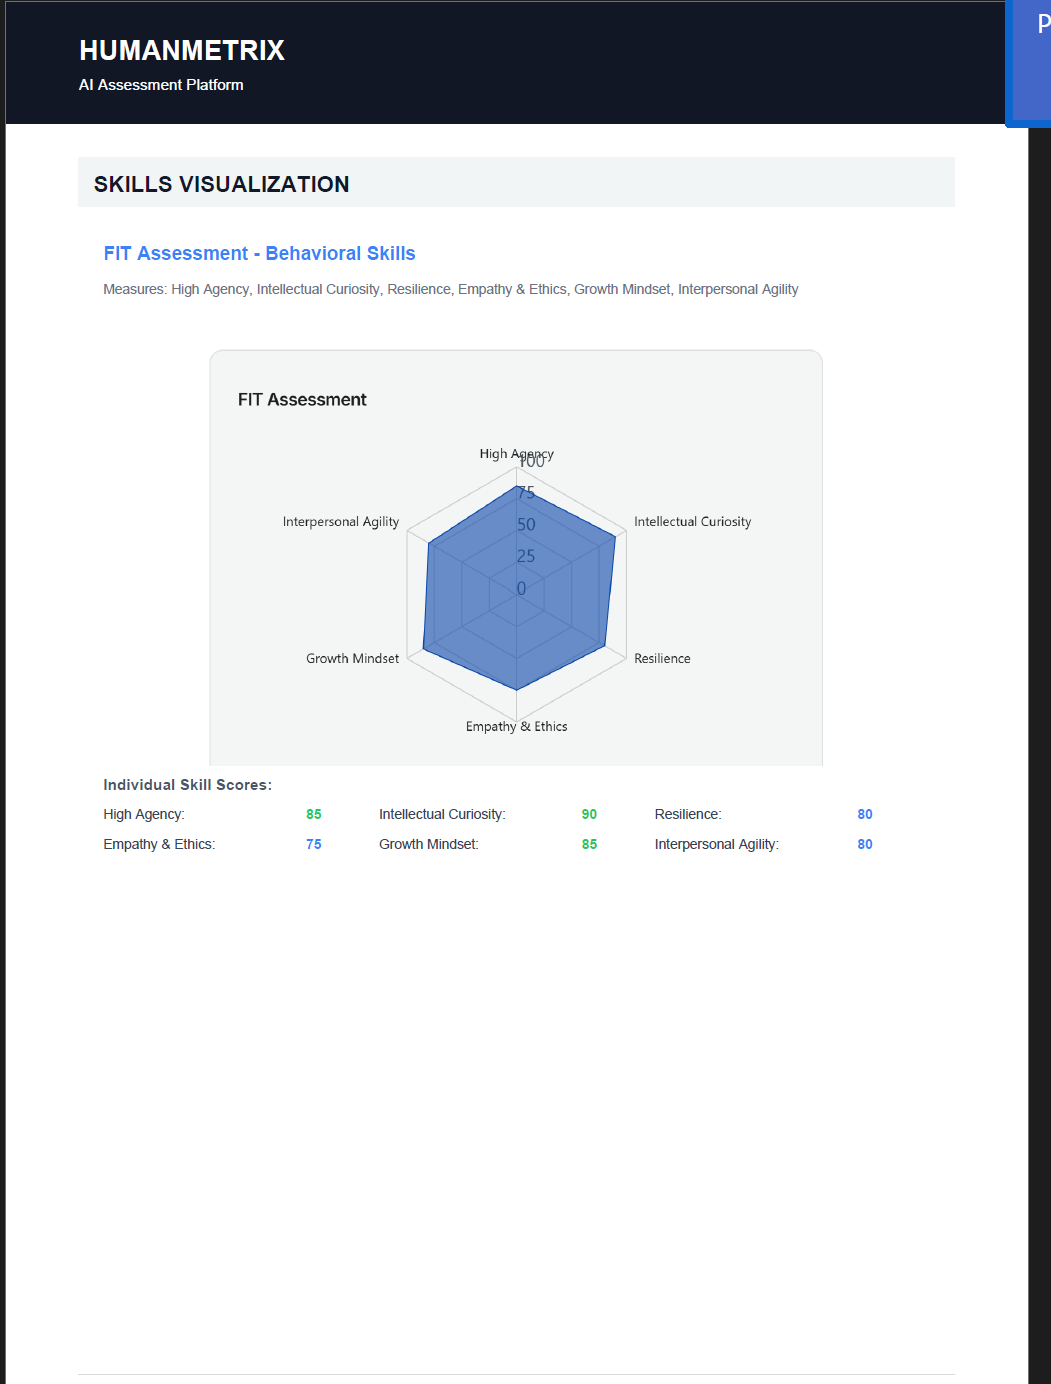 HUMANMETRIX
AI Assessment Platform
P
SKILLS VISUALIZATION
FIT Assessment - Behavioral Skills
Measures: High Agency, Intellectual Curiosity, Resilience, Empathy & Ethics, Growth Mindset, Interpersonal Agility
FIT Assessment
High Agency
100
75
Interpersonal Agility
Intellectual Curiosity
50
25
0
Growth Mindset
Resilience
Empathy & Ethics
Individual Skill Scores:
High Agency: 85 Intellectual Curiosity: 90 Resilience: 80
Empathy & Ethics: 75 Growth Mindset: 85 Interpersonal Agility: 80